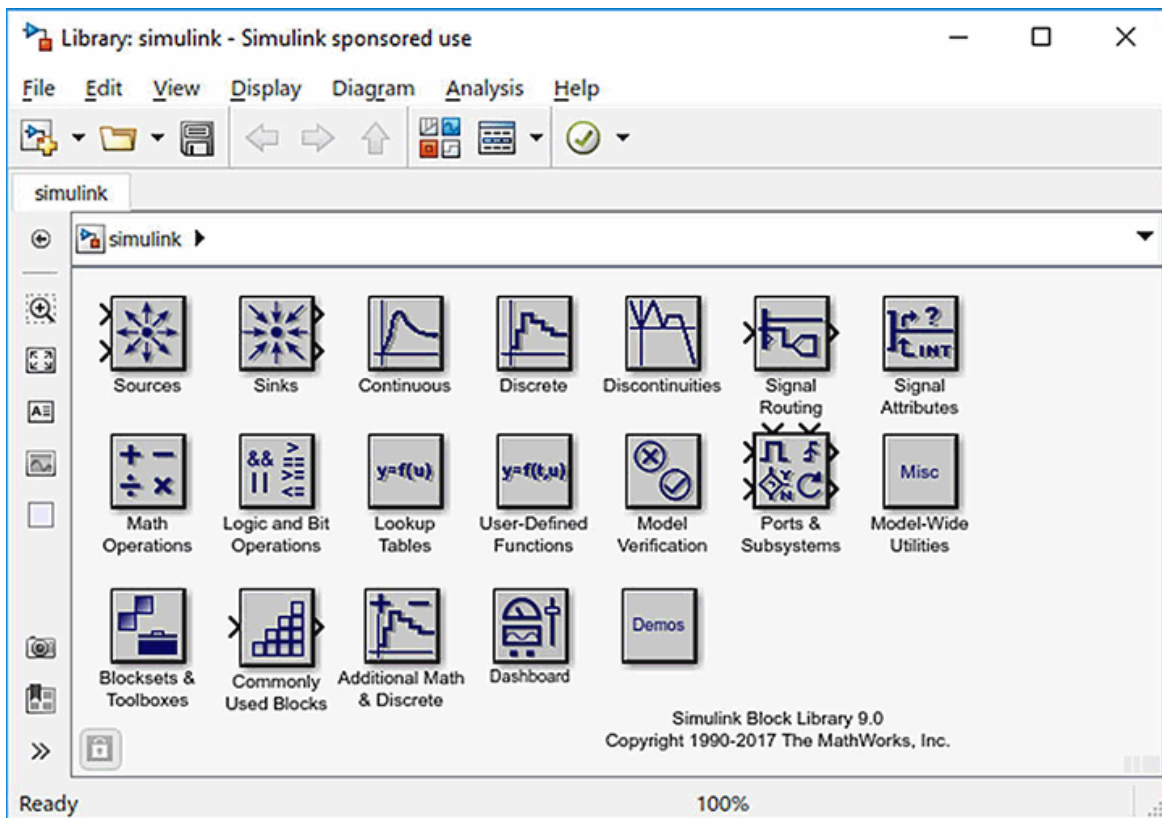 Library: simulink - Simulink sponsored use
File Edit View Display Diagram Analysis Help
simulink
simulink
? INT
Sources Sinks Continuous Discrete Discontinuities Signal Signal
Routing Attributes
+ − && > y=f(u) y=f(t,u) Y N Misc
÷ × || >= == <=
Math Logic and Bit Lookup User-Defined Model Ports & Model-Wide
Operations Operations Tables Functions Verification Subsystems Utilities
+ − Demos
Blocksets & Commonly Additional Math Dashboard
Toolboxes Used Blocks & Discrete
Simulink Block Library 9.0
Copyright 1990-2017 The MathWorks, Inc.
Ready 100%